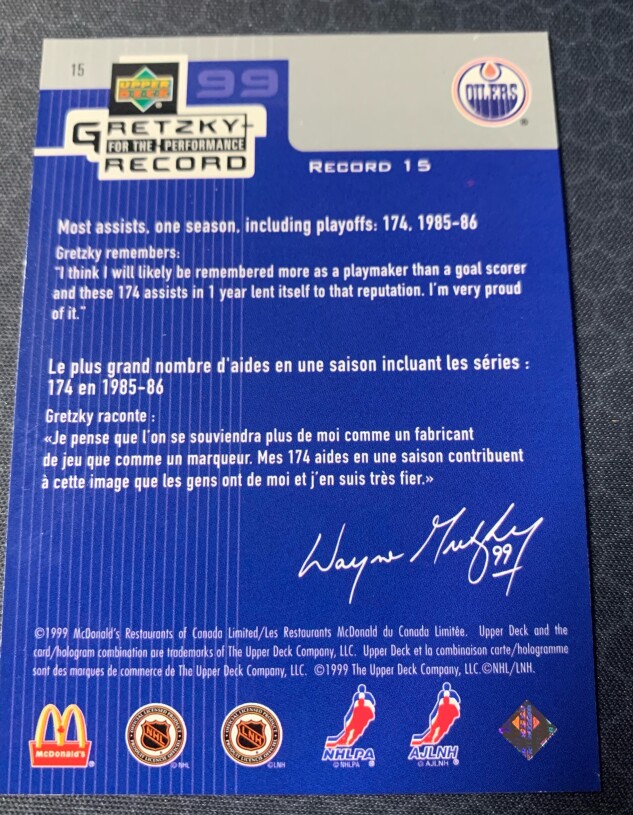 15
UPPER DECK
99
OILERS
GRETZKY
FOR THE PERFORMANCE
RECORD
RECORD 15
Most assists, one season, including playoffs: 174, 1985-86
Gretzky remembers:
"I think I will likely be remembered more as a playmaker than a goal scorer
and these 174 assists in 1 year lent itself to that reputation. I'm very proud
of it."
Le plus grand nombre d'aides en une saison incluant les séries :
174 en 1985-86
Gretzky raconte :
«Je pense que l'on se souviendra plus de moi comme un fabricant
de jeu que comme un marqueur. Mes 174 aides en une saison contribuent
à cette image que les gens ont de moi et j'en suis très fier.»
Wayne Gretzky
99
©1999 McDonald's Restaurants of Canada Limited/Les Restaurants McDonald du Canada Limitée. Upper Deck and the
card/hologram combination are trademarks of The Upper Deck Company, LLC. Upper Deck et la combinaison carte/hologramme
sont des marques de commerce de The Upper Deck Company, LLC. ©1999 The Upper Deck Company, LLC.©NHL/LNH.
McDonald's®
NHL
©NHL
LNH
©LNH
NHLPA®
©NHLPA
AJLNH®
©AJLNH